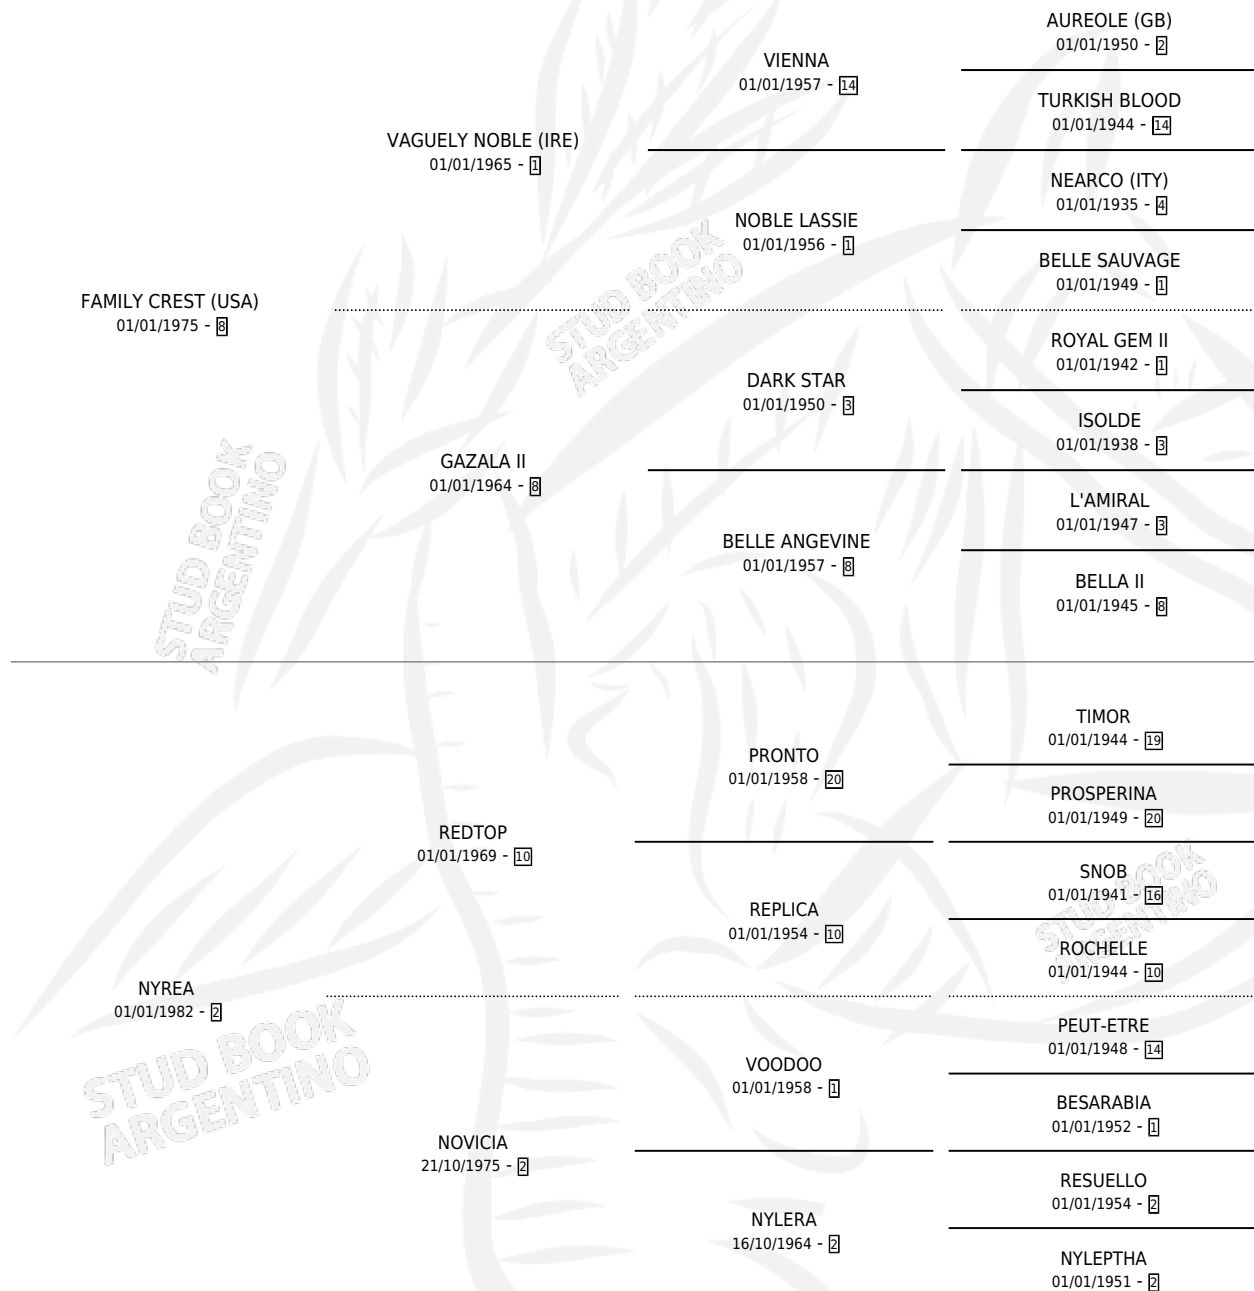 AUREOLE (GB)
01/01/1950 - 2
VIENNA
01/01/1957 - 14
TURKISH BLOOD
01/01/1944 - 14
VAGUELY NOBLE (IRE)
01/01/1965 - 1
NEARCO (ITY)
01/01/1935 - 4
NOBLE LASSIE
01/01/1956 - 1
BELLE SAUVAGE
01/01/1949 - 1
FAMILY CREST (USA)
01/01/1975 - 8
STUD BOOK
ARGENTINO
ROYAL GEM II
01/01/1942 - 1
DARK STAR
01/01/1950 - 3
ISOLDE
01/01/1938 - 3
GAZALA II
01/01/1964 - 8
L'AMIRAL
01/01/1947 - 3
BELLE ANGEVINE
01/01/1957 - 8
BELLA II
01/01/1945 - 8
STUD BOOK
ARGENTINO
TIMOR
01/01/1944 - 19
PRONTO
01/01/1958 - 20
PROSPERINA
01/01/1949 - 20
REDTOP
01/01/1969 - 10
SNOB
01/01/1941 - 16
REPLICA
01/01/1954 - 10
ROCHELLE
01/01/1944 - 10
STUD BOOK
ARGENTINO
NYREA
01/01/1982 - 2
PEUT-ETRE
01/01/1948 - 14
VOODOO
01/01/1958 - 1
BESARABIA
01/01/1952 - 1
STUD BOOK
ARGENTINO
NOVICIA
21/10/1975 - 2
RESUELLO
01/01/1954 - 2
NYLERA
16/10/1964 - 2
NYLEPTHA
01/01/1951 - 2